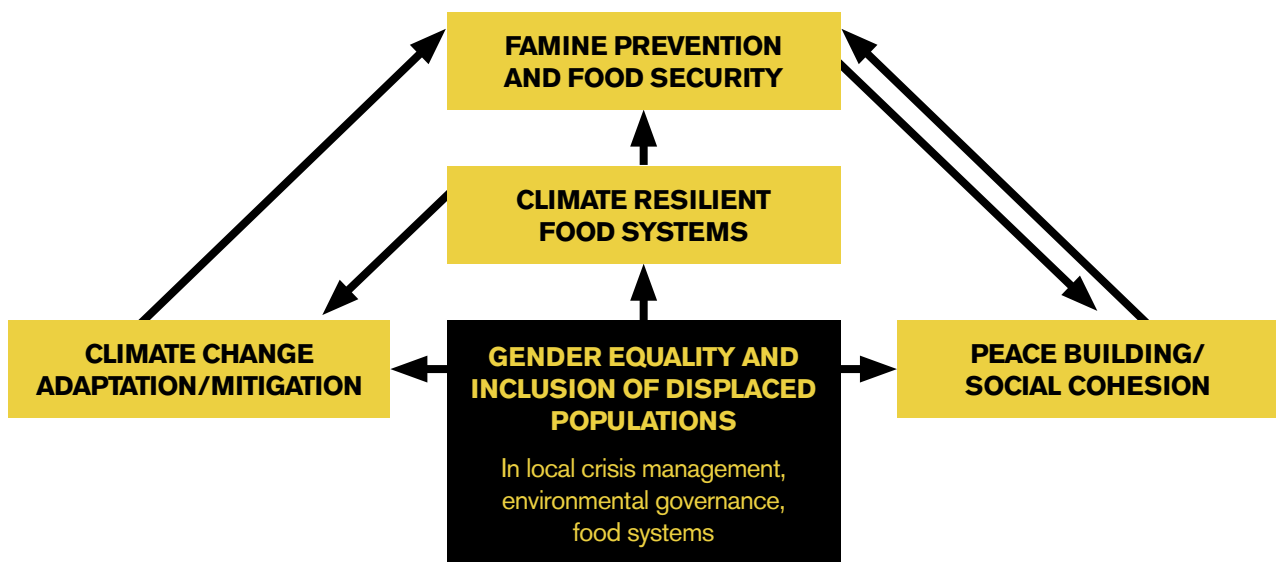 FAMINE PREVENTION
AND FOOD SECURITY
CLIMATE RESILIENT
FOOD SYSTEMS
CLIMATE CHANGE
ADAPTATION/MITIGATION
GENDER EQUALITY AND
INCLUSION OF DISPLACED
POPULATIONS
In local crisis management,
environmental governance,
food systems
PEACE BUILDING/
SOCIAL COHESION